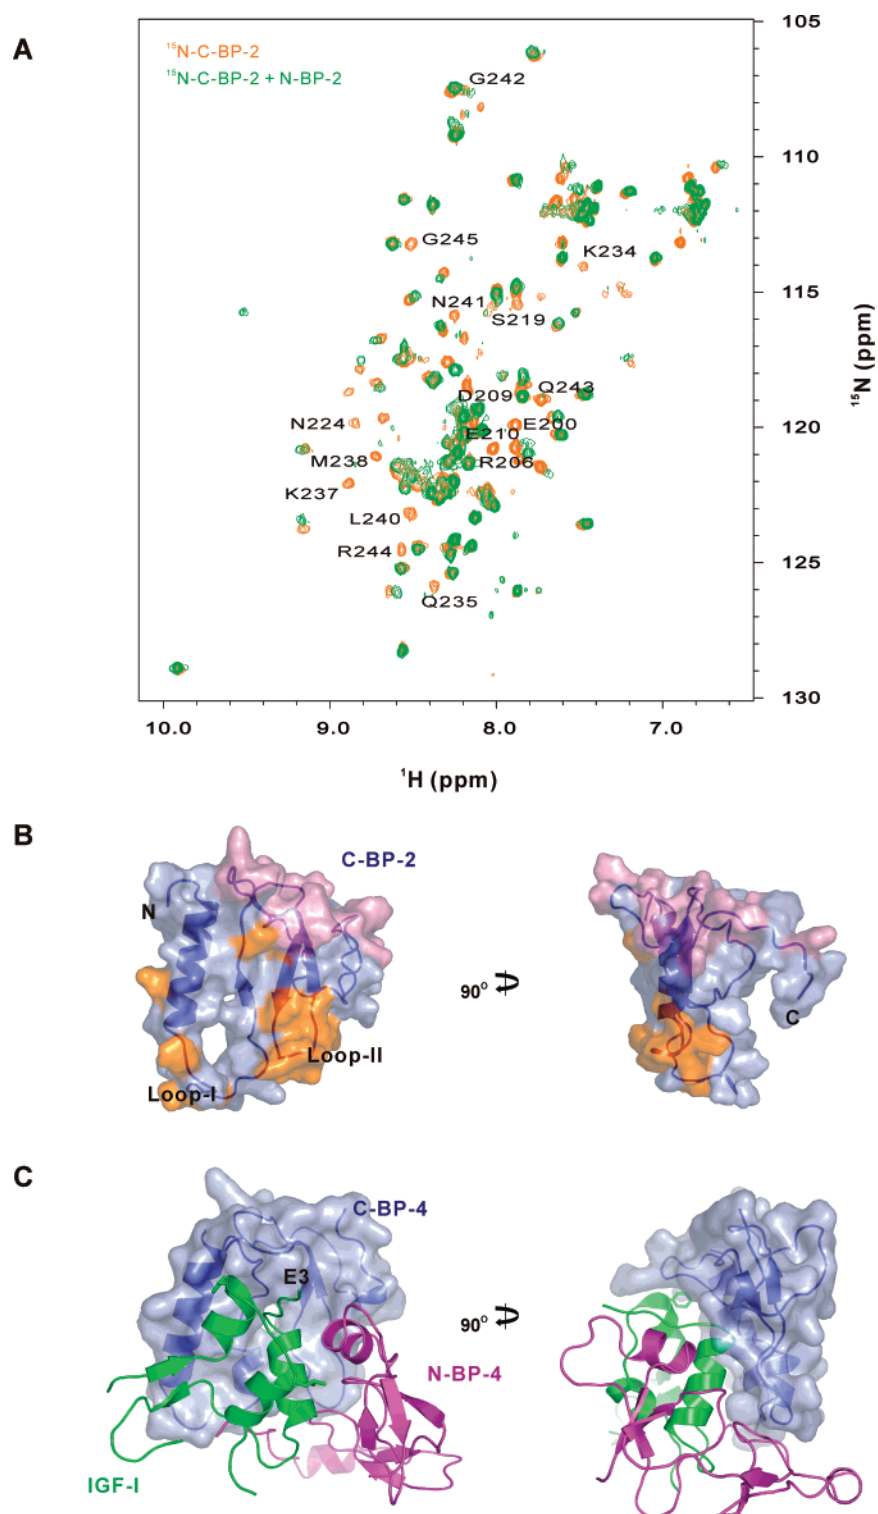 A
¹⁵N-C-BP-2
¹⁵N-C-BP-2 + N-BP-2
G242
G245
K234
N241
S219
D209
Q243
N224
E210
E200
M238
R206
K237
L240
R244
Q235
105
110
115
120
125
130
¹⁵N (ppm)
10.0 9.0 8.0 7.0
¹H (ppm)
B
C-BP-2
N
90° 
C
Loop-II
Loop-I
C
C-BP-4
E3
90°
N-BP-4
IGF-I